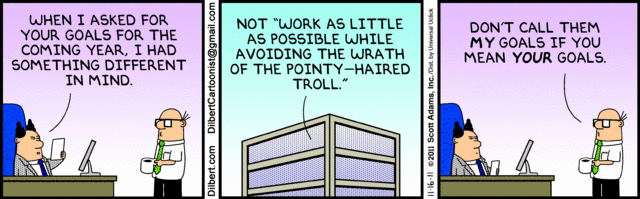 WHEN I ASKED FOR
YOUR GOALS FOR THE
COMING YEAR, I HAD
SOMETHING DIFFERENT
IN MIND.
Dilbert.com DilbertCartoonist@gmail.com
NOT "WORK AS LITTLE
AS POSSIBLE WHILE
AVOIDING THE WRATH
OF THE POINTY-HAIRED
TROLL."
11-16-11 ©2011 Scott Adams, Inc. /Dist. by Universal Uclick
DON'T CALL THEM
MY GOALS IF YOU
MEAN YOUR GOALS.